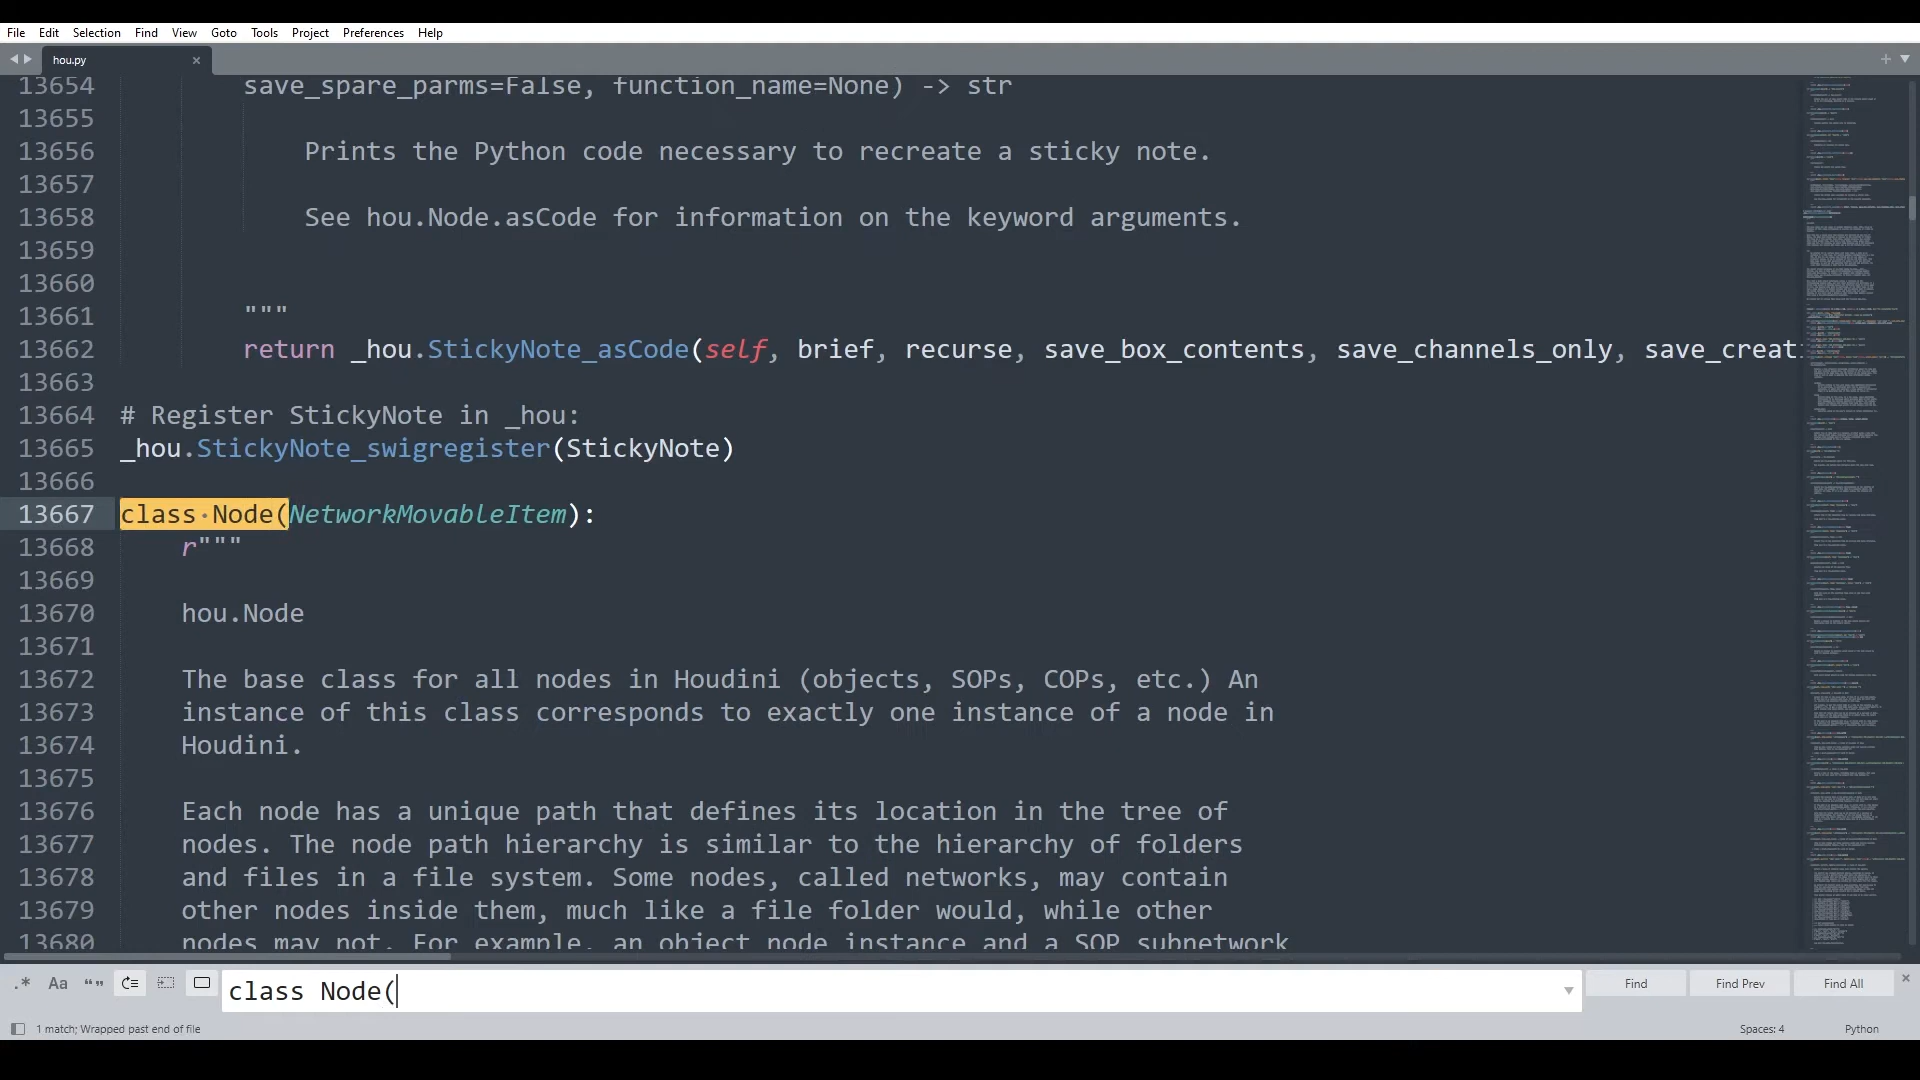 File Edit Selection Find View Goto Tools Project Preferences Help
hou.py
13654 save_spare_parms=False, function_name=None) -> str
13655
13656 Prints the Python code necessary to recreate a sticky note.
13657
13658 See hou.Node.asCode for information on the keyword arguments.
13659
13660
13661 """
13662 return _hou.StickyNote_asCode(self, brief, recurse, save_box_contents, save_channels_only, save_creat
13663
13664 # Register StickyNote in _hou:
13665 _hou.StickyNote_swigregister(StickyNote)
13666
13667 class Node(NetworkMovableItem):
13668 r"""
13669
13670 hou.Node
13671
13672 The base class for all nodes in Houdini (objects, SOPs, COPs, etc.) An
13673 instance of this class corresponds to exactly one instance of a node in
13674 Houdini.
13675
13676 Each node has a unique path that defines its location in the tree of
13677 nodes. The node path hierarchy is similar to the hierarchy of folders
13678 and files in a file system. Some nodes, called networks, may contain
13679 other nodes inside them, much like a file folder would, while other
13680 nodes may not. For example, an object node instance and a SOP subnetwork
.* Aa “” class Node( Find Find Prev Find All
1 match; Wrapped past end of file Spaces: 4 Python